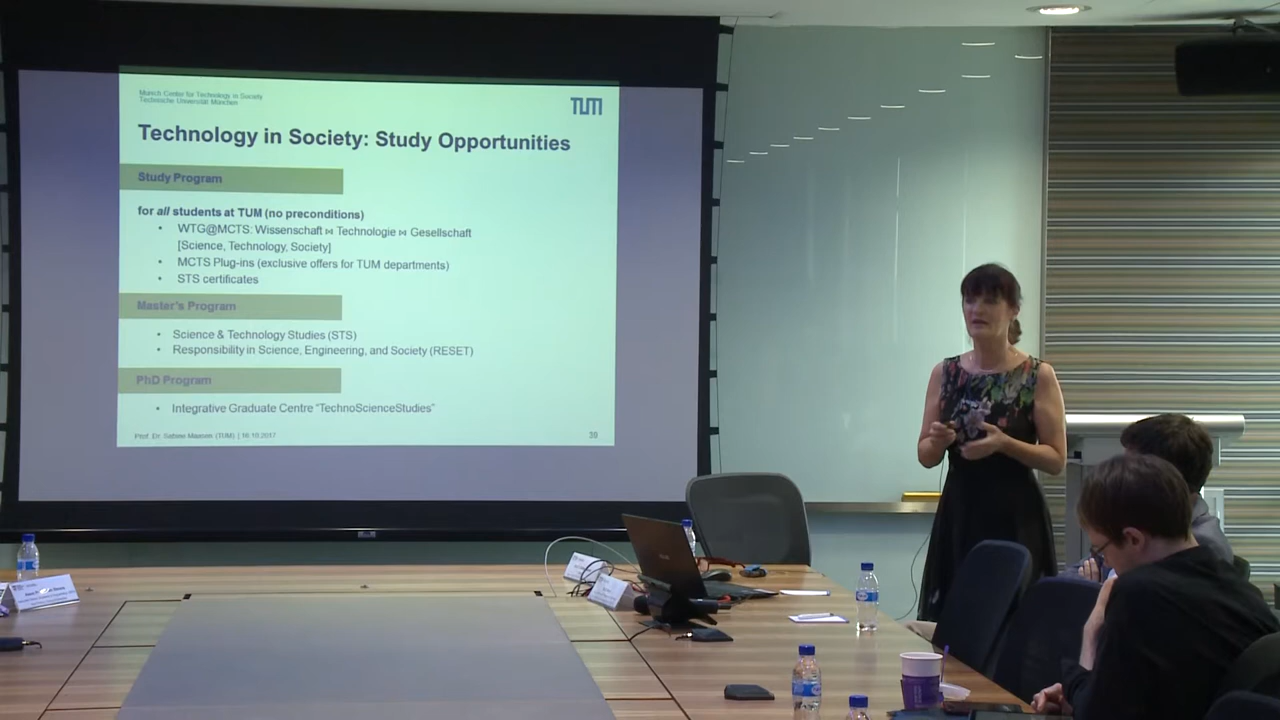 Munich Center for Technology in Society
Technische Universität München
TUM
Technology in Society: Study Opportunities
Study Program
for all students at TUM (no preconditions)
• WTG@MCTS: Wissenschaft ⋈ Technologie ⋈ Gesellschaft
[Science, Technology, Society]
• MCTS Plug-ins (exclusive offers for TUM departments)
• STS certificates
Master's Program
• Science & Technology Studies (STS)
• Responsibility in Science, Engineering, and Society (RESET)
PhD Program
• Integrative Graduate Centre "TechnoScienceStudies"
Prof. Dr. Sabine Maasen (TUM) | 16.10.2017
39